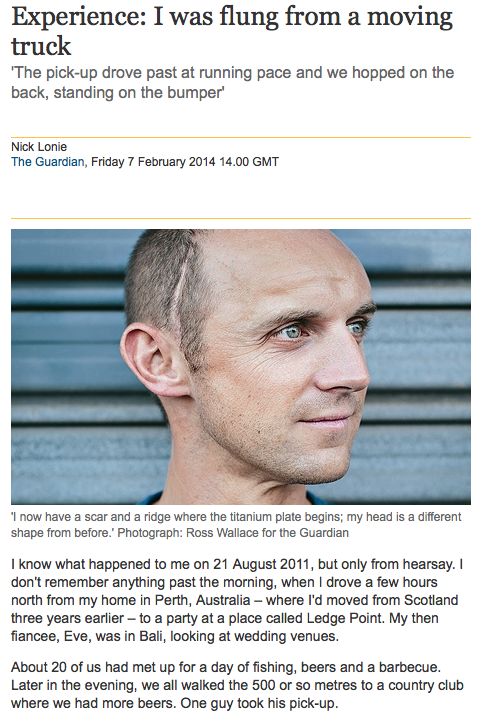 Experience: I was flung from a moving
truck
'The pick-up drove past at running pace and we hopped on the
back, standing on the bumper'
Nick Lonie
The Guardian, Friday 7 February 2014 14.00 GMT
'I now have a scar and a ridge where the titanium plate begins; my head is a different
shape from before.' Photograph: Ross Wallace for the Guardian
I know what happened to me on 21 August 2011, but only from hearsay. I
don't remember anything past the morning, when I drove a few hours
north from my home in Perth, Australia – where I'd moved from Scotland
three years earlier – to a party at a place called Ledge Point. My then
fiancee, Eve, was in Bali, looking at wedding venues.
About 20 of us had met up for a day of fishing, beers and a barbecue.
Later in the evening, we all walked the 500 or so metres to a country club
where we had more beers. One guy took his pick-up.